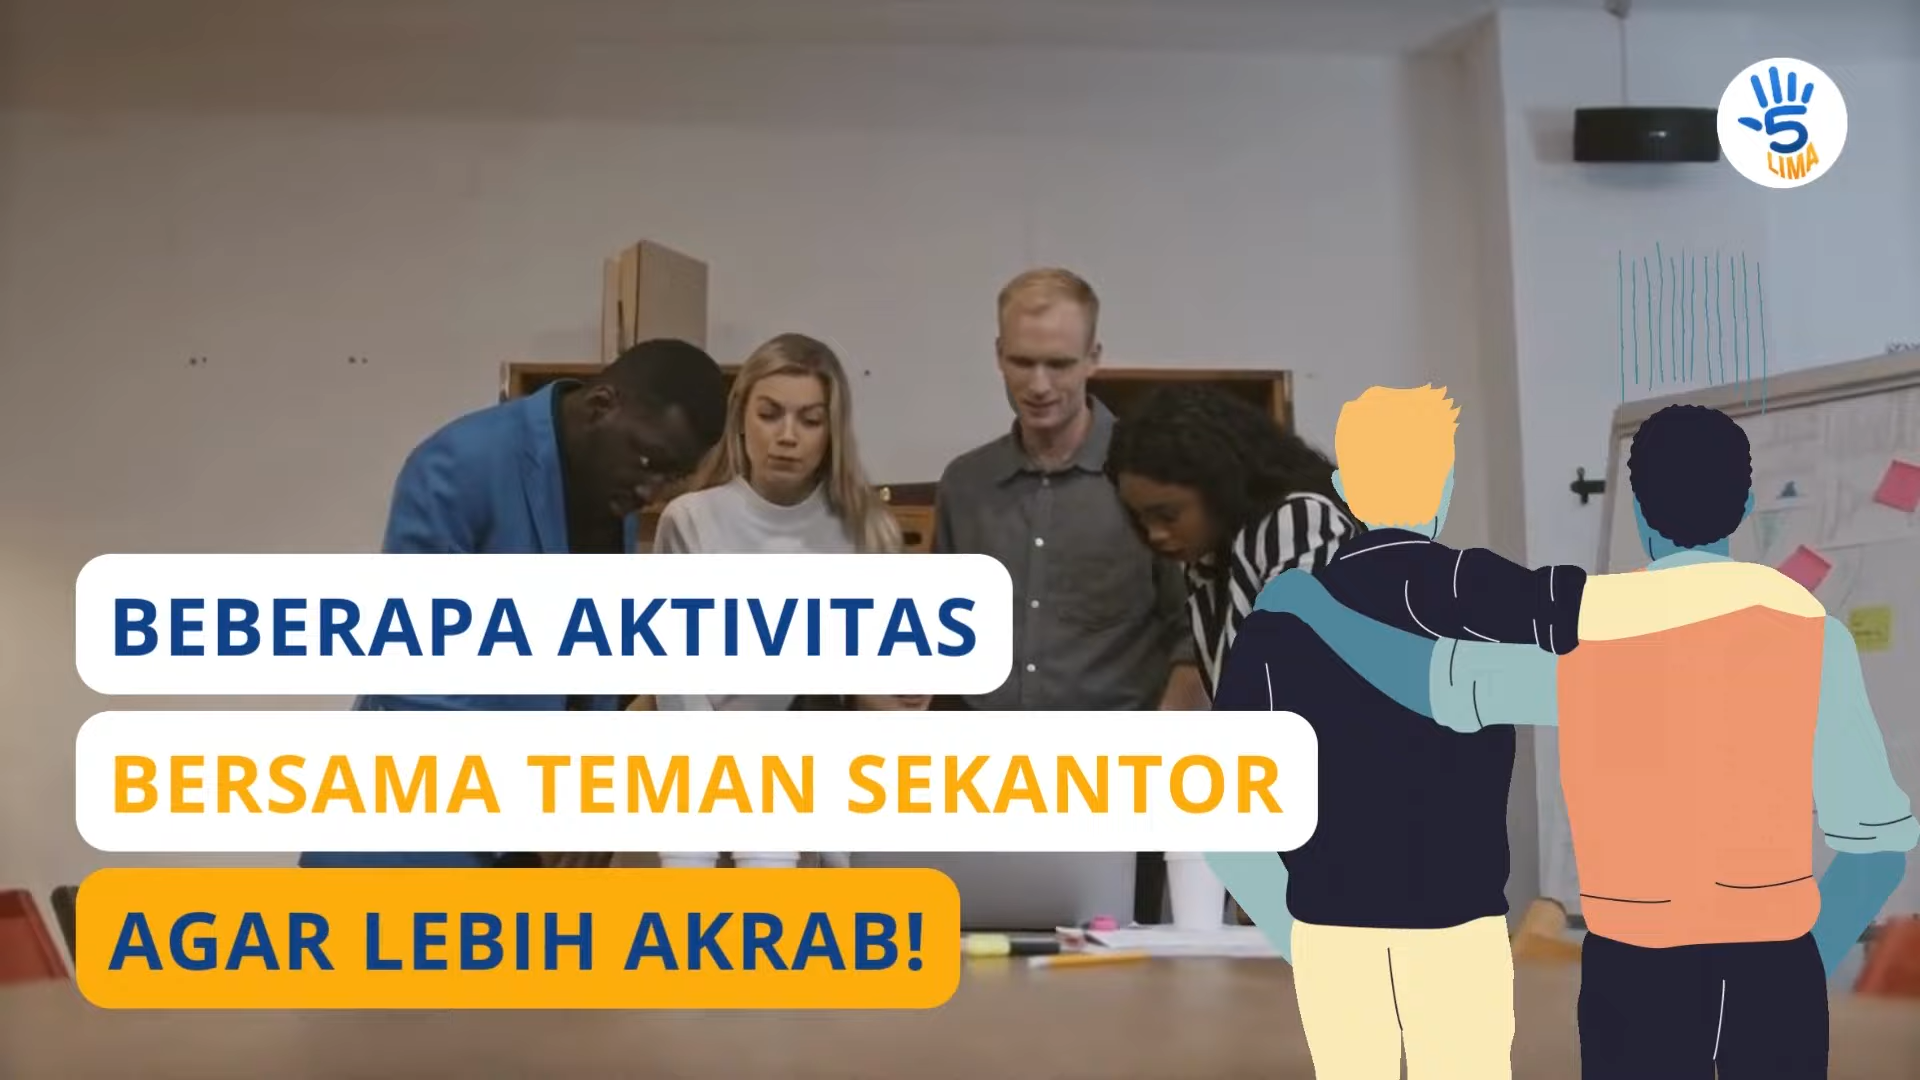 5
LIMA
BEBERAPA AKTIVITAS
BERSAMA TEMAN SEKANTOR
AGAR LEBIH AKRAB!